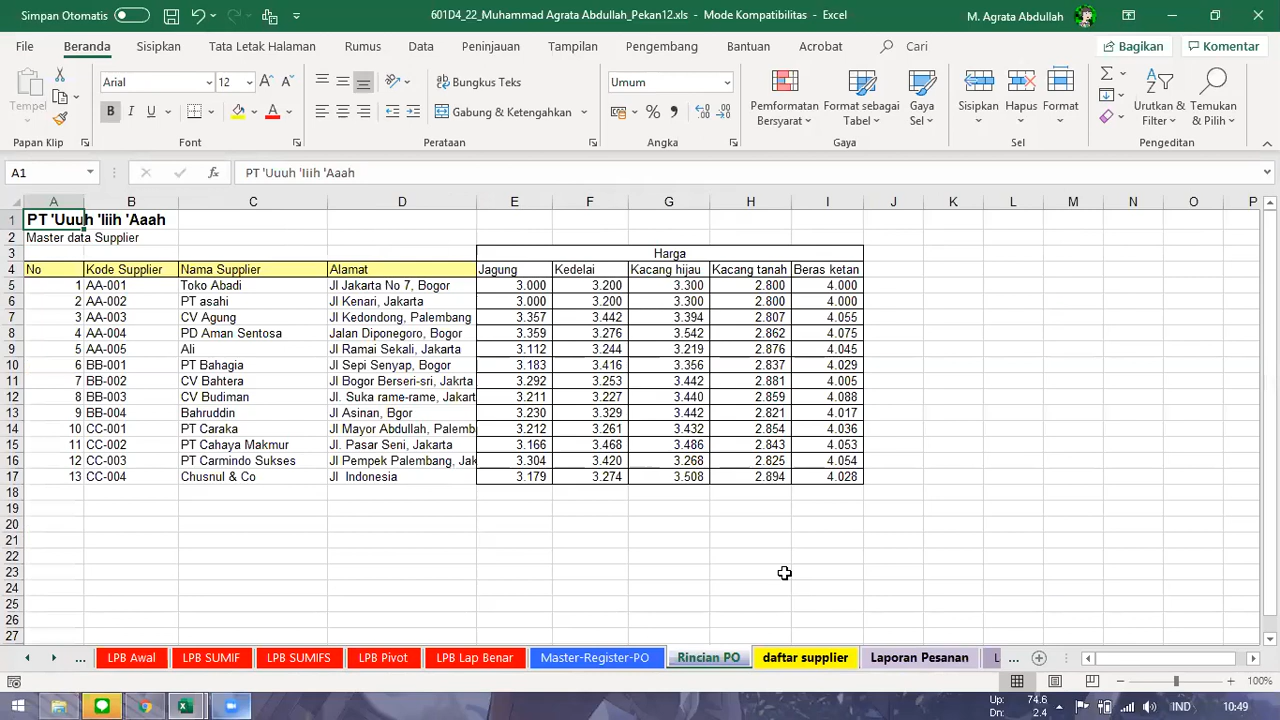 Simpan Otomatis
601D4_22_Muhammad Agrata Abdullah_Pekan12.xls - Mode Kompatibilitas - Excel
M. Agrata Abdullah
File Beranda Sisipkan Tata Letak Halaman Rumus Data Peninjauan Tampilan Pengembang Bantuan Acrobat Cari Bagikan Komentar
Tempel
Arial 12
B I U A
Bungkus Teks
Gabung & Ketengahkan
Umum
Pemformatan Bersyarat
Format sebagai Tabel
Gaya Sel
Sisipkan Hapus Format
Urutkan & Filter
Temukan & Pilih
Papan Klip Font Perataan Angka Gaya Sel Pengeditan
A1 fx PT 'Uuuh 'Iiih 'Aaah
A B C D E F G H I J K L M N O P
1 PT 'Uuuh 'Iiih 'Aaah
2 Master data Supplier
3 Harga
4 No Kode Supplier Nama Supplier Alamat Jagung Kedelai Kacang hijau Kacang tanah Beras ketan
5 1 AA-001 Toko Abadi Jl Jakarta No 7, Bogor 3.000 3.200 3.300 2.800 4.000
6 2 AA-002 PT asahi Jl Kenari, Jakarta 3.000 3.200 3.300 2.800 4.000
7 3 AA-003 CV Agung Jl Kedondong, Palembang 3.357 3.442 3.394 2.807 4.055
8 4 AA-004 PD Aman Sentosa Jalan Diponegoro, Bogor 3.359 3.276 3.542 2.862 4.075
9 5 AA-005 Ali Jl Ramai Sekali, Jakarta 3.112 3.244 3.219 2.876 4.045
10 6 BB-001 PT Bahagia Jl Sepi Senyap, Bogor 3.183 3.416 3.356 2.837 4.029
11 7 BB-002 CV Bahtera Jl Bogor Berseri-sri, Jakrta 3.292 3.253 3.442 2.881 4.005
12 8 BB-003 CV Budiman Jl. Suka rame-rame, Jakart 3.211 3.227 3.440 2.859 4.088
13 9 BB-004 Bahruddin Jl Asinan, Bgor 3.230 3.329 3.442 2.821 4.017
14 10 CC-001 PT Caraka Jl Mayor Abdullah, Palemb 3.212 3.261 3.432 2.854 4.036
15 11 CC-002 PT Cahaya Makmur Jl. Pasar Seni, Jakarta 3.166 3.468 3.486 2.843 4.053
16 12 CC-003 PT Carmindo Sukses Jl Pempek Palembang, Jak 3.304 3.420 3.268 2.825 4.054
17 13 CC-004 Chusnul & Co Jl Indonesia 3.179 3.274 3.508 2.894 4.028
18
19
20
21
22
23
24
25
26
27
... LPB Awal LPB SUMIF LPB SUMIFS LPB Pivot LPB Lap Benar Master-Register-PO Rincian PO daftar supplier Laporan Pesanan L ...
100%
Up: 74.6
Dn: 2.4
IND 10:49